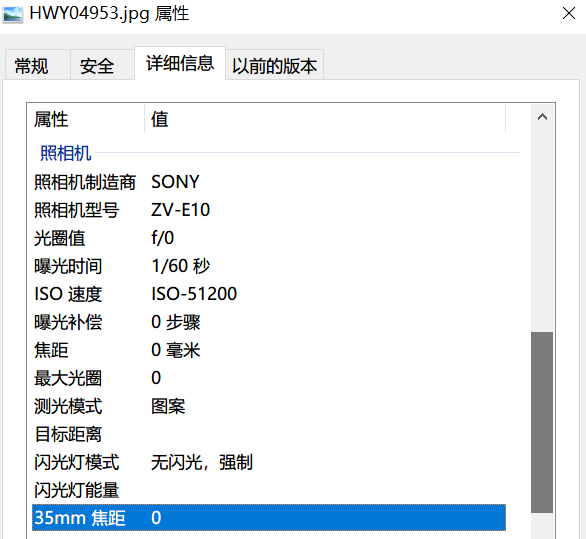 HWY04953.jpg 属性
常规 安全 详细信息 以前的版本
属性 值
照相机
照相机制造商 SONY
照相机型号 ZV-E10
光圈值 f/0
曝光时间 1/60 秒
ISO 速度 ISO-51200
曝光补偿 0 步骤
焦距 0 毫米
最大光圈 0
测光模式 图案
目标距离
闪光灯模式 无闪光，强制
闪光灯能量
35mm 焦距 0